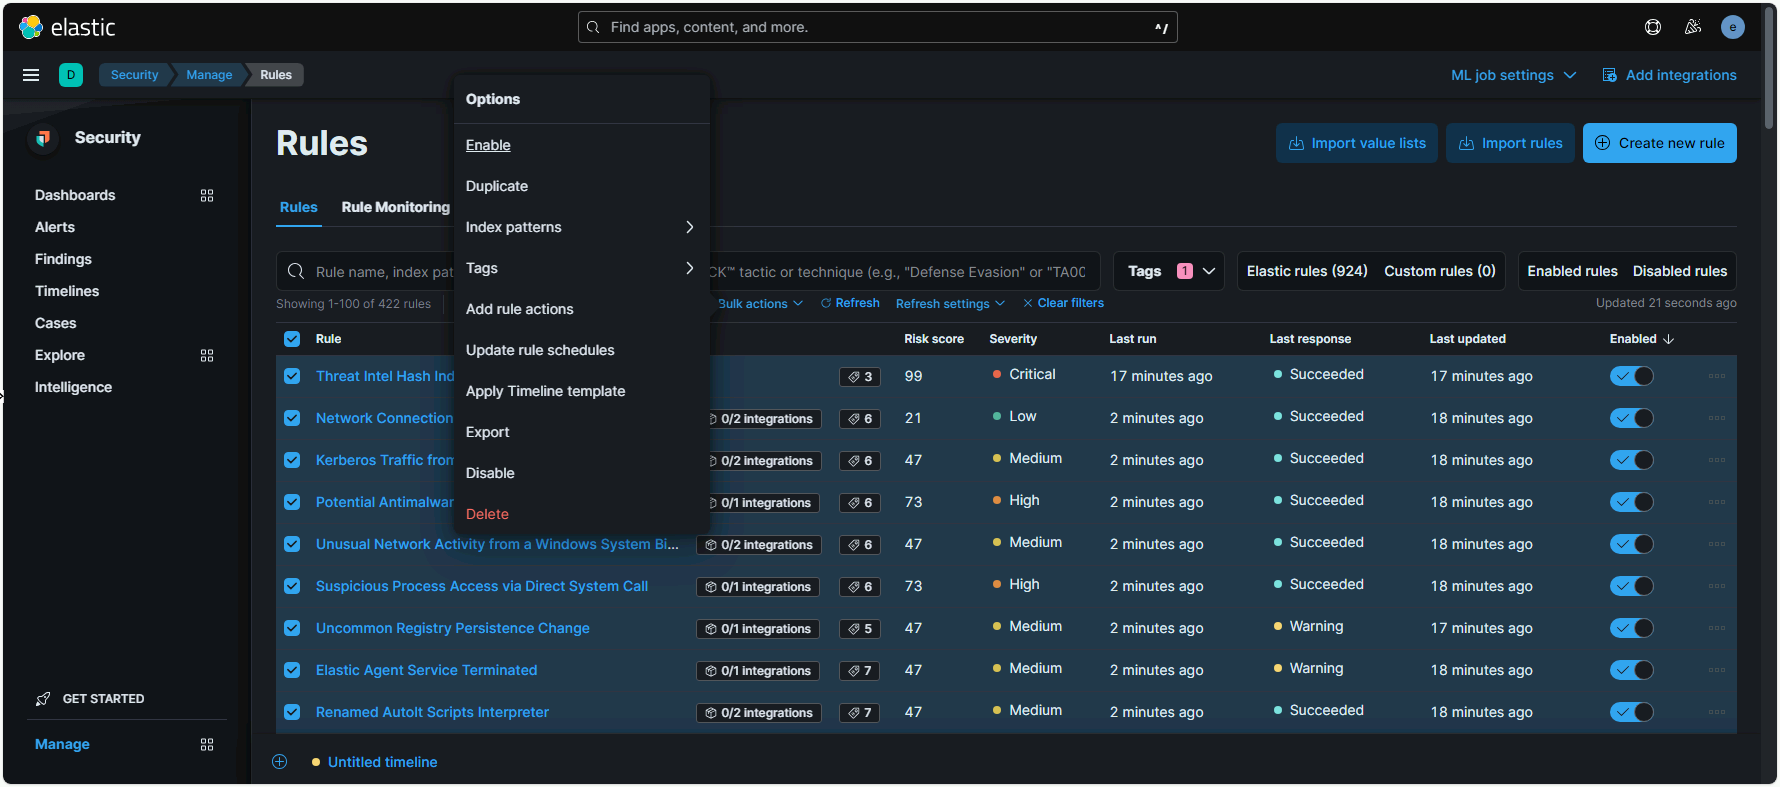 elastic
Find apps, content, and more.
^/
e
D
Security
Manage
Rules
ML job settings
Add integrations
Security
Dashboards
Alerts
Findings
Timelines
Cases
Explore
Intelligence
GET STARTED
Manage
Rules
Import value lists
Import rules
Create new rule
Rules
Rule Monitoring
Options
Enable
Duplicate
Index patterns
Tags
Add rule actions
Update rule schedules
Apply Timeline template
Export
Disable
Delete
Rule name, index pat
CK™ tactic or technique (e.g., "Defense Evasion" or "TA00
Tags 1
Elastic rules (924) Custom rules (0)
Enabled rules Disabled rules
Showing 1-100 of 422 rules
Bulk actions
Refresh
Refresh settings
Clear filters
Updated 21 seconds ago
Rule Risk score Severity Last run Last response Last updated Enabled
Threat Intel Hash Ind 3 99 Critical 17 minutes ago Succeeded 17 minutes ago
Network Connection 0/2 integrations 6 21 Low 2 minutes ago Succeeded 18 minutes ago
Kerberos Traffic from 0/2 integrations 6 47 Medium 2 minutes ago Succeeded 18 minutes ago
Potential Antimalwar 0/1 integrations 6 73 High 2 minutes ago Succeeded 18 minutes ago
Unusual Network Activity from a Windows System Bi... 0/2 integrations 6 47 Medium 2 minutes ago Succeeded 18 minutes ago
Suspicious Process Access via Direct System Call 0/1 integrations 6 73 High 2 minutes ago Succeeded 18 minutes ago
Uncommon Registry Persistence Change 0/1 integrations 5 47 Medium 2 minutes ago Warning 17 minutes ago
Elastic Agent Service Terminated 0/1 integrations 7 47 Medium 2 minutes ago Warning 18 minutes ago
Renamed AutoIt Scripts Interpreter 0/2 integrations 7 47 Medium 2 minutes ago Succeeded 18 minutes ago
Untitled timeline